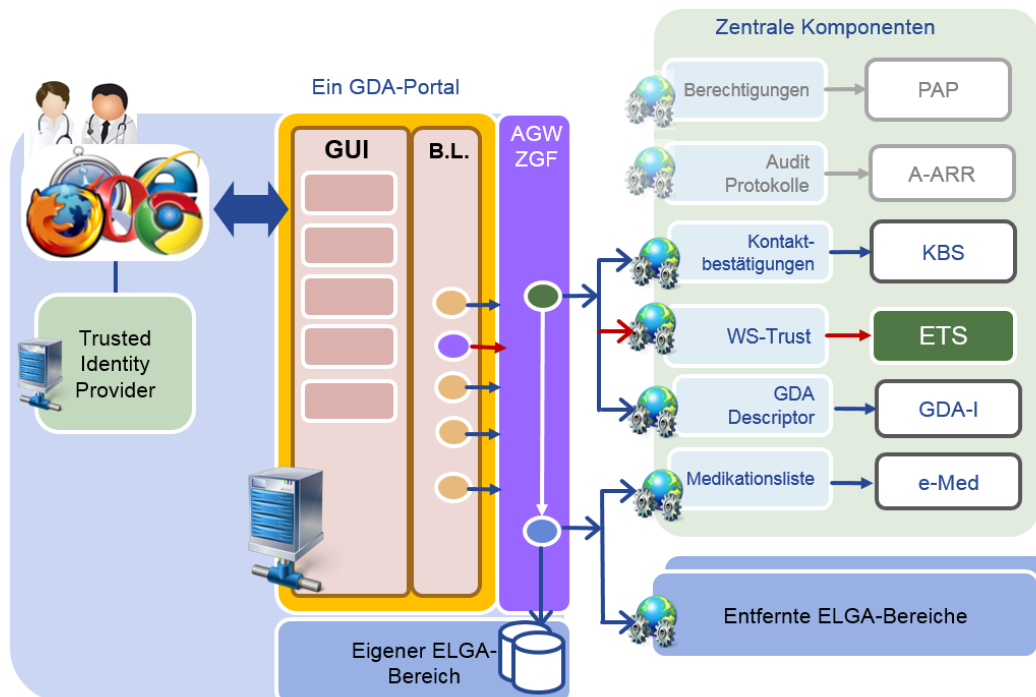 Zentrale Komponenten
Ein GDA-Portal
Berechtigungen
PAP
GUI
B.L.
AGW
ZGF
Audit
Protokolle
A-ARR
Kontakt-
bestätigungen
KBS
Trusted
Identity
Provider
WS-Trust
ETS
GDA
Descriptor
GDA-I
Medikationsliste
e-Med
Entfernte ELGA-Bereiche
Eigener ELGA-
Bereich